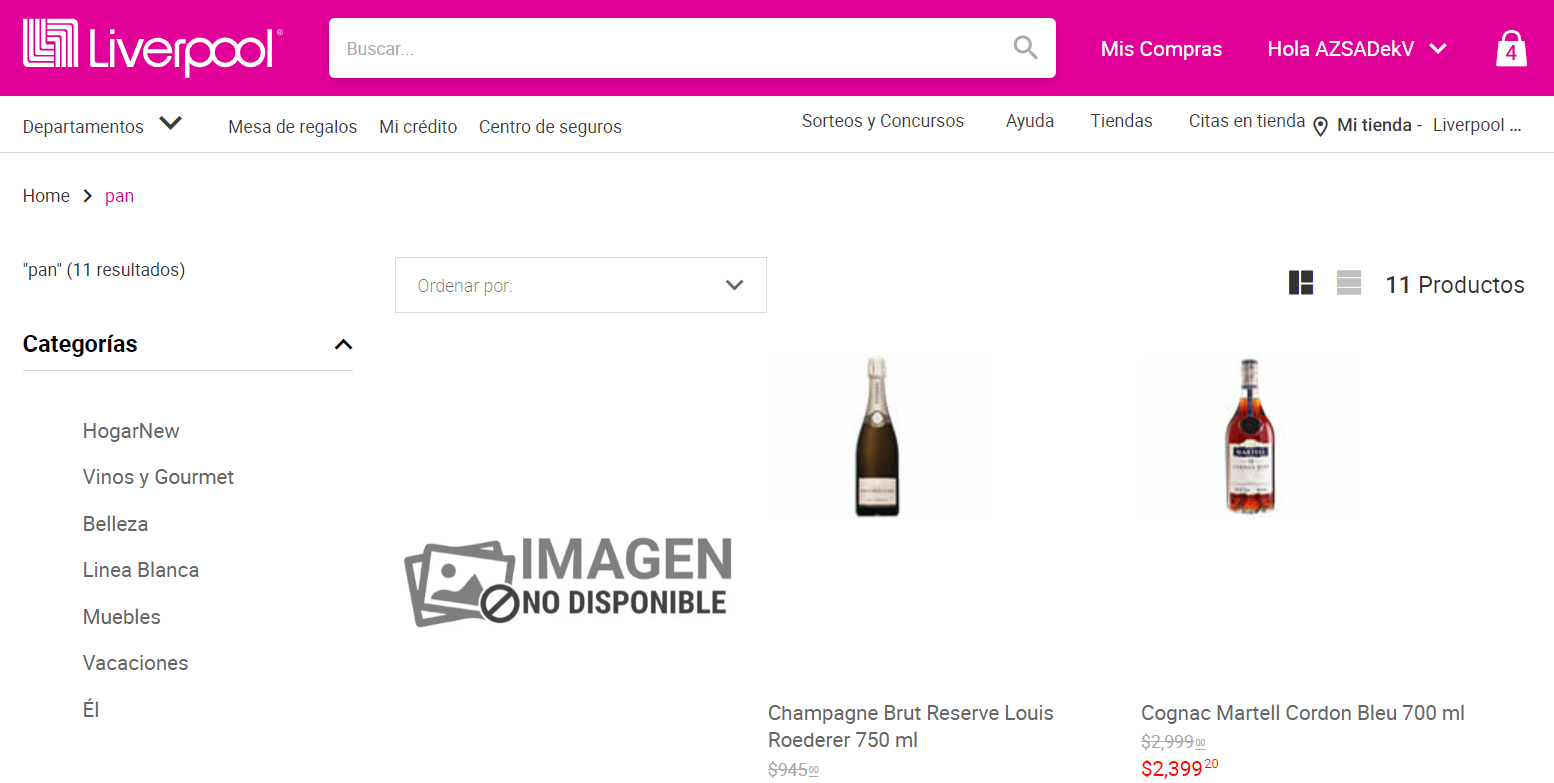 Liverpool®
Buscar...
Mis Compras
Hola AZSADekV
4
Departamentos
Mesa de regalos
Mi crédito
Centro de seguros
Sorteos y Concursos
Ayuda
Tiendas
Citas en tienda
Mi tienda - Liverpool ...
Home > pan
"pan" (11 resultados)
Ordenar por:
11 Productos
Categorías
HogarNew
Vinos y Gourmet
Belleza
Linea Blanca
Muebles
Vacaciones
Él
IMAGEN
NO DISPONIBLE
MARTELL
CORDON BLEU
Champagne Brut Reserve Louis
Roederer 750 ml
$945.00
Cognac Martell Cordon Bleu 700 ml
$2,999.00
$2,399.20